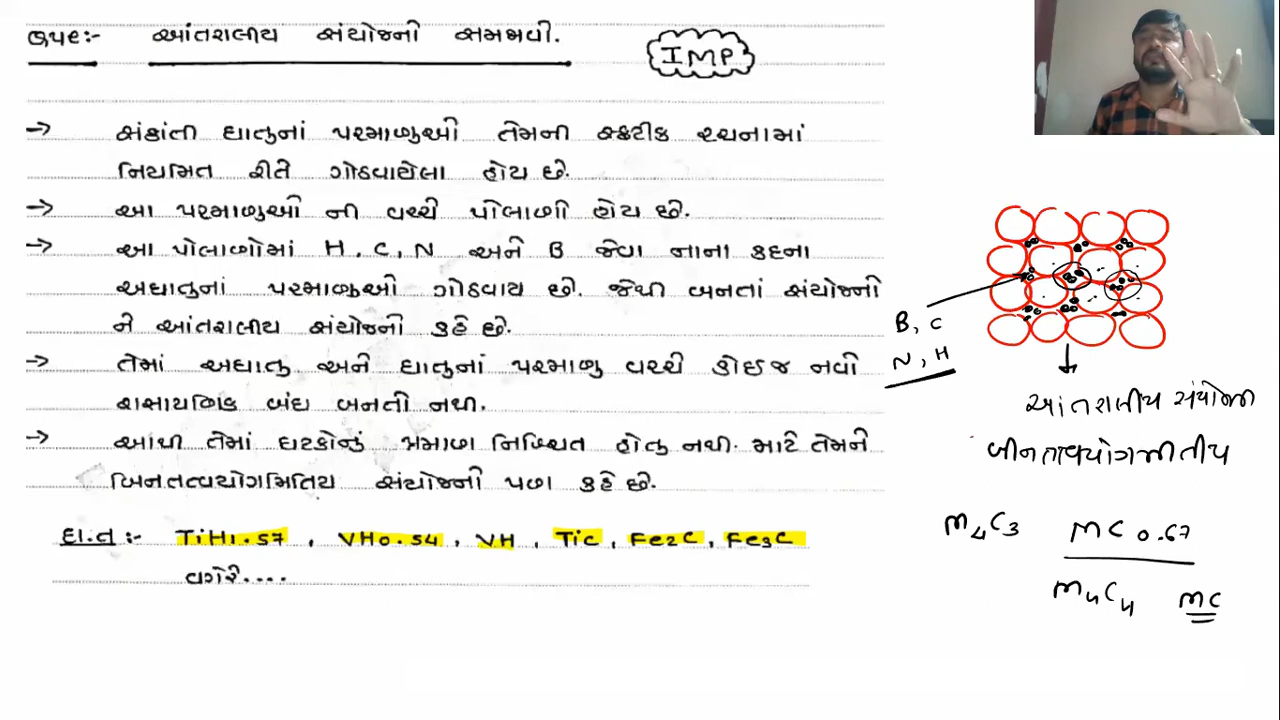 જીવ૫૯:- આંતરાલીય સંયોજનો સમજાવો.
IMP
→ સંક્રાંતી ધાતુનાં પરમાણુઓ તેમની સ્ફટીક રચનામાં
નિયમિત રીતે ગોઠવાયેલા હોય છે.
→ આ પરમાણુઓ ની વચ્ચે પોલાણો હોય છે.
→ આ પોલાણોમાં H, C, N અને B જેવા નાના કદના
અધાતુનાં પરમાણુઓ ગોઠવાય છે. જેથી બનતાં સંયોજનો
ને આંતરાલીય સંયોજનો કહે છે.
→ તેમાં અધાતુ અને ધાતુનાં પરમાણુ વચ્ચે કોઈજ નવો
રાસાયણિક બંધ બનતો નથી.
→ આથી તેમાં ઘટકોનું પ્રમાણ નિશ્ચિત હોતુ નથી. માટે તેમને
બિનતત્વયોગમિતિય સંયોજનો પણ કહે છે.
દા.ત :- TiH1.57 , VH0.54 , VH , TiC , Fe2C , Fe3C
વગેરે....
B, C
N, H
આંતરાલીય સંયોજનો
બીનતત્વયોગમીતીય
M4C3 MC0.67
M4C4 MC